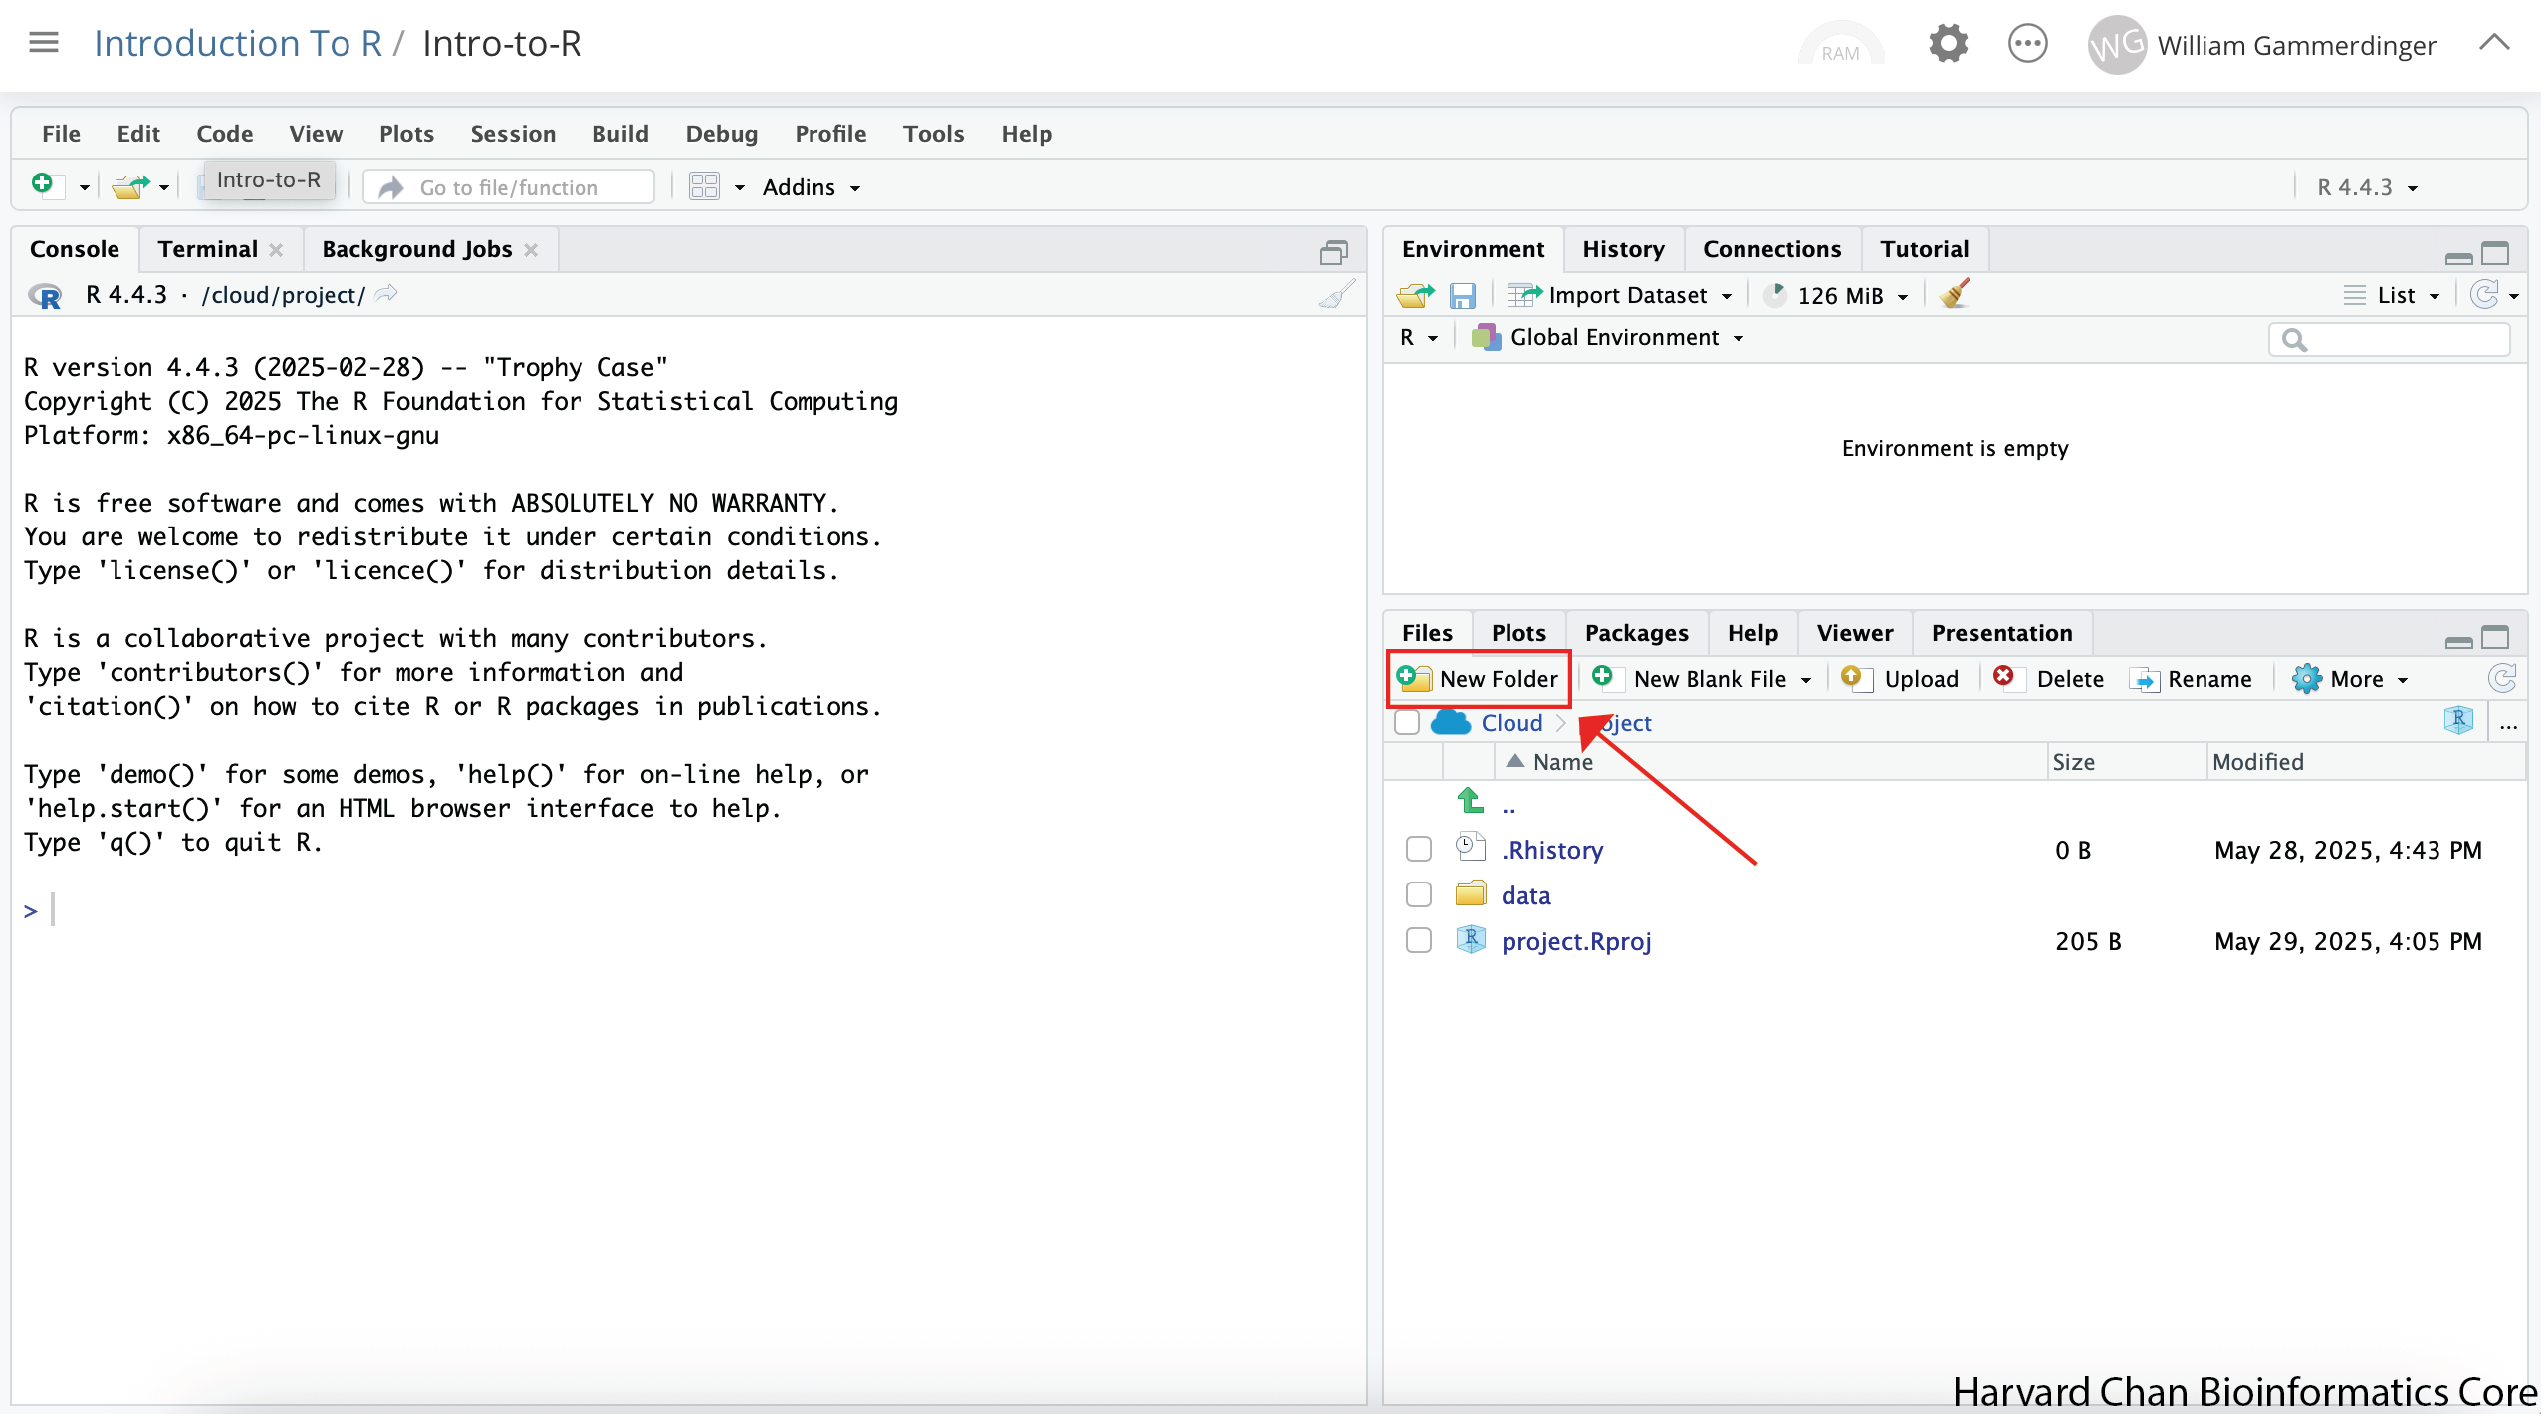 Introduction To R / Intro-to-R
RAM
WG William Gammerdinger
File Edit Code View Plots Session Build Debug Profile Tools Help
Intro-to-R
Go to file/function
Addins
R 4.4.3
Console Terminal Background Jobs
R 4.4.3 · /cloud/project/
R version 4.4.3 (2025-02-28) -- "Trophy Case"
Copyright (C) 2025 The R Foundation for Statistical Computing
Platform: x86_64-pc-linux-gnu
R is free software and comes with ABSOLUTELY NO WARRANTY.
You are welcome to redistribute it under certain conditions.
Type 'license()' or 'licence()' for distribution details.
R is a collaborative project with many contributors.
Type 'contributors()' for more information and
'citation()' on how to cite R or R packages in publications.
Type 'demo()' for some demos, 'help()' for on-line help, or
'help.start()' for an HTML browser interface to help.
Type 'q()' to quit R.
>
Environment History Connections Tutorial
Import Dataset 126 MiB List
R Global Environment
Environment is empty
Files Plots Packages Help Viewer Presentation
New Folder New Blank File Upload Delete Rename More
Cloud > oject ...
Name Size Modified
..
.Rhistory 0 B May 28, 2025, 4:43 PM
data
project.Rproj 205 B May 29, 2025, 4:05 PM
Harvard Chan Bioinformatics Core